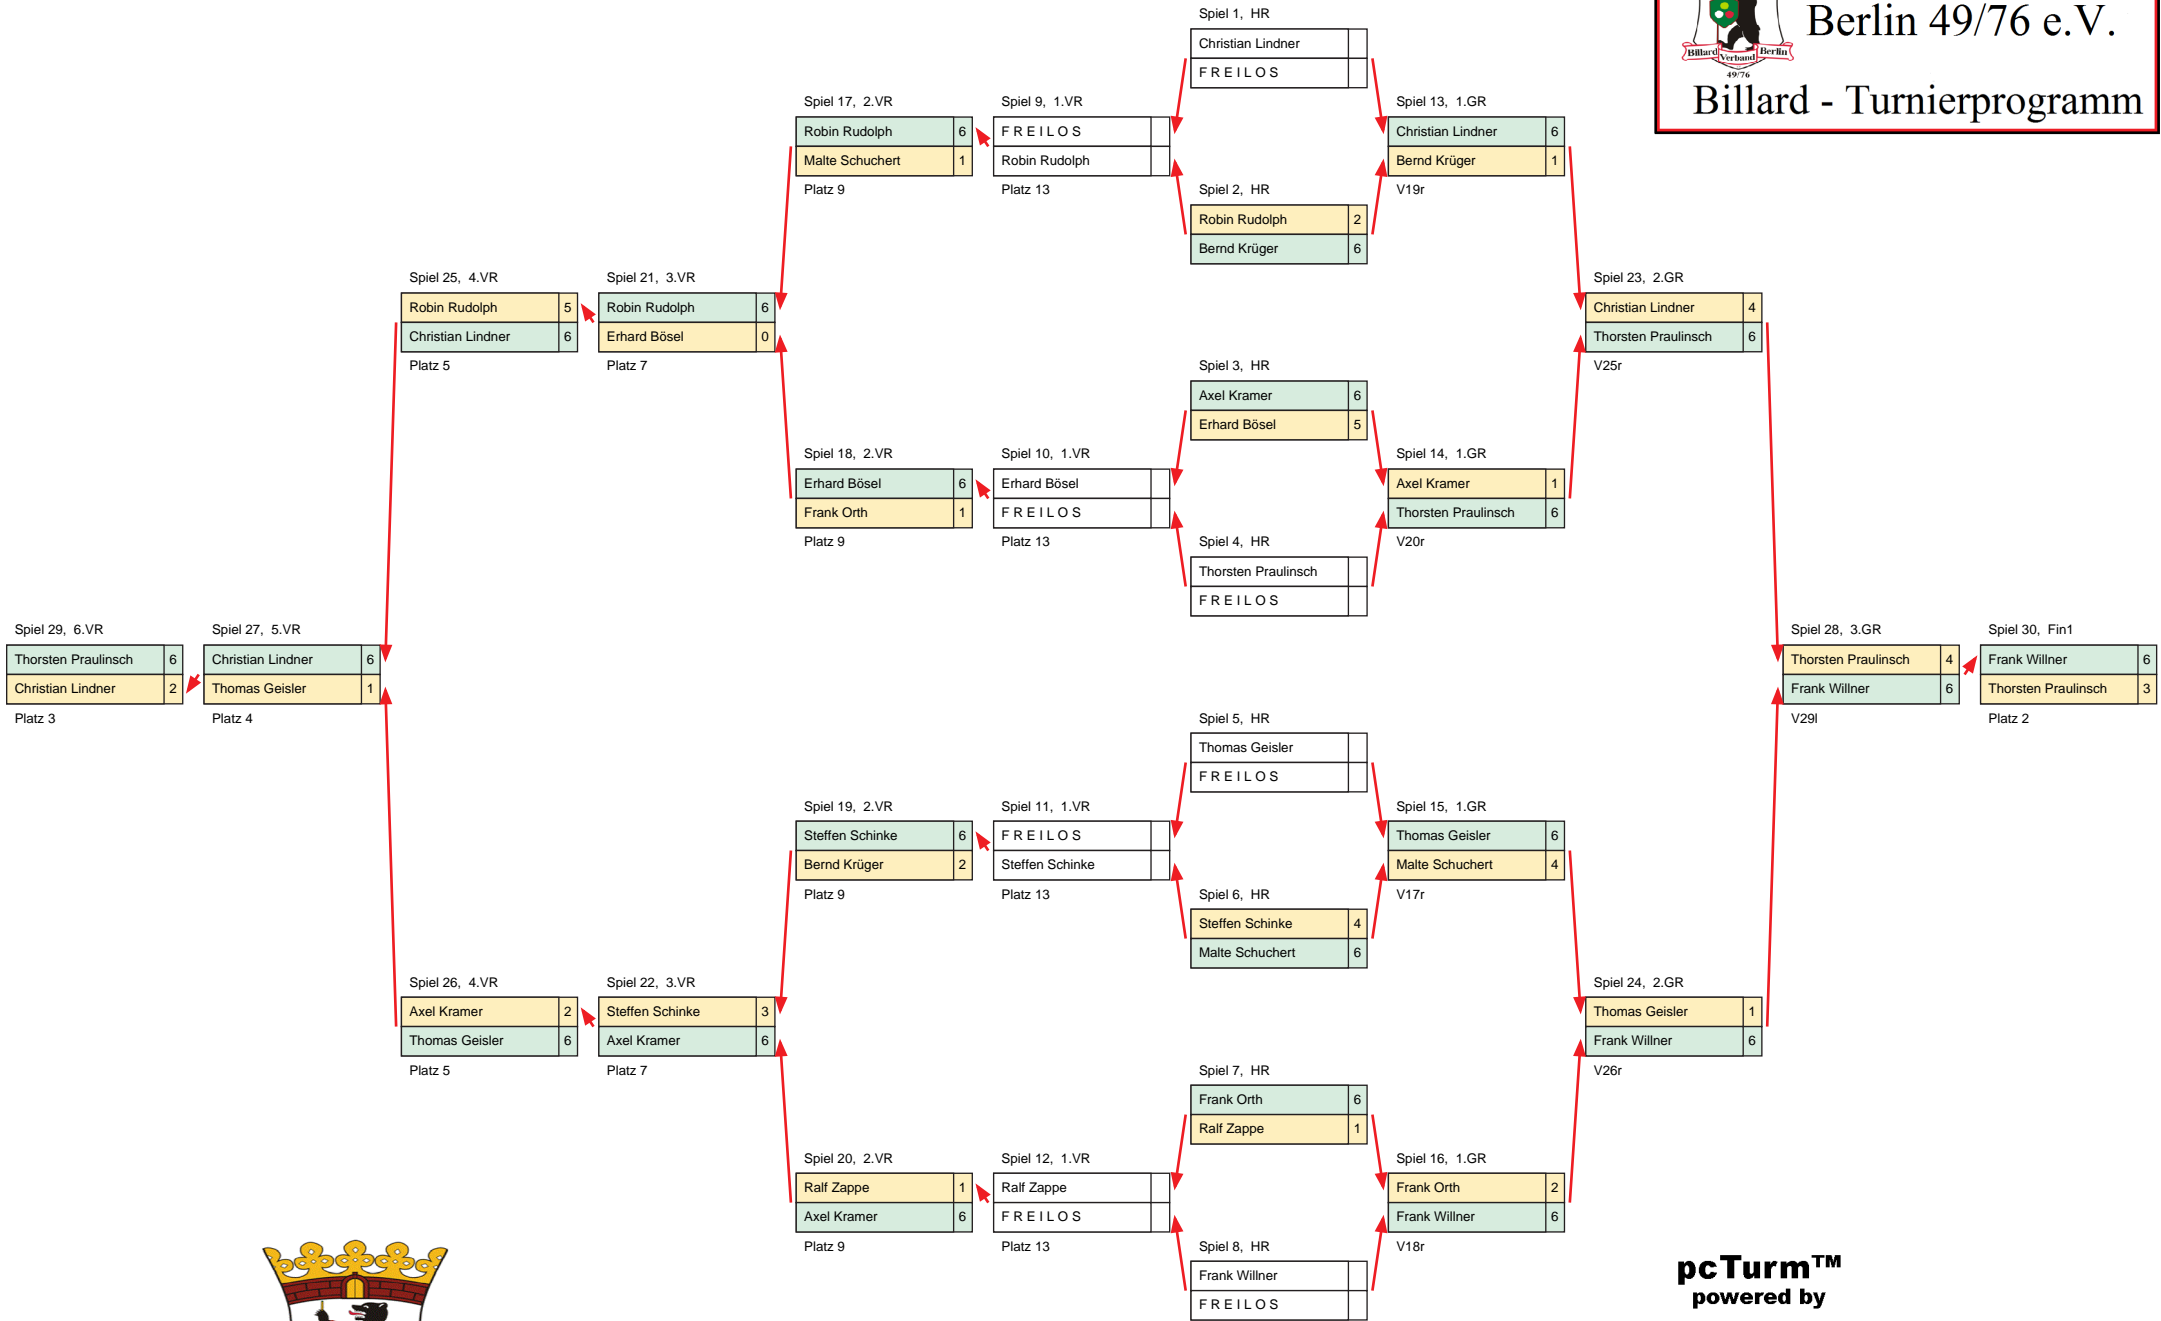 Berlin 49/76 e.V.
Billard Verband Berlin
49/76
Billard - Turnierprogramm
Spiel 1, HR
Christian Lindner
F R E I L O S
Spiel 17, 2.VR
Robin Rudolph 6
Malte Schuchert 1
Platz 9
Spiel 9, 1.VR
F R E I L O S
Robin Rudolph
Platz 13
Spiel 13, 1.GR
Christian Lindner 6
Bernd Krüger 1
V19r
Spiel 2, HR
Robin Rudolph 2
Bernd Krüger 6
Spiel 25, 4.VR
Robin Rudolph 5
Christian Lindner 6
Platz 5
Spiel 21, 3.VR
Robin Rudolph 6
Erhard Bösel 0
Platz 7
Spiel 23, 2.GR
Christian Lindner 4
Thorsten Praulinsch 6
V25r
Spiel 3, HR
Axel Kramer 6
Erhard Bösel 5
Spiel 18, 2.VR
Erhard Bösel 6
Frank Orth 1
Platz 9
Spiel 10, 1.VR
Erhard Bösel
F R E I L O S
Platz 13
Spiel 14, 1.GR
Axel Kramer 1
Thorsten Praulinsch 6
V20r
Spiel 4, HR
Thorsten Praulinsch
F R E I L O S
Spiel 29, 6.VR
Thorsten Praulinsch 6
Christian Lindner 2
Platz 3
Spiel 27, 5.VR
Christian Lindner 6
Thomas Geisler 1
Platz 4
Spiel 28, 3.GR
Thorsten Praulinsch 4
Frank Willner 6
V29l
Spiel 30, Fin1
Frank Willner 6
Thorsten Praulinsch 3
Platz 2
Spiel 5, HR
Thomas Geisler
F R E I L O S
Spiel 19, 2.VR
Steffen Schinke 6
Bernd Krüger 2
Platz 9
Spiel 11, 1.VR
F R E I L O S
Steffen Schinke
Platz 13
Spiel 15, 1.GR
Thomas Geisler 6
Malte Schuchert 4
V17r
Spiel 6, HR
Steffen Schinke 4
Malte Schuchert 6
Spiel 26, 4.VR
Axel Kramer 2
Thomas Geisler 6
Platz 5
Spiel 22, 3.VR
Steffen Schinke 3
Axel Kramer 6
Platz 7
Spiel 24, 2.GR
Thomas Geisler 1
Frank Willner 6
V26r
Spiel 7, HR
Frank Orth 6
Ralf Zappe 1
Spiel 20, 2.VR
Ralf Zappe 1
Axel Kramer 6
Platz 9
Spiel 12, 1.VR
Ralf Zappe
F R E I L O S
Platz 13
Spiel 16, 1.GR
Frank Orth 2
Frank Willner 6
V18r
Spiel 8, HR
Frank Willner
F R E I L O S
pcTurm™
powered by